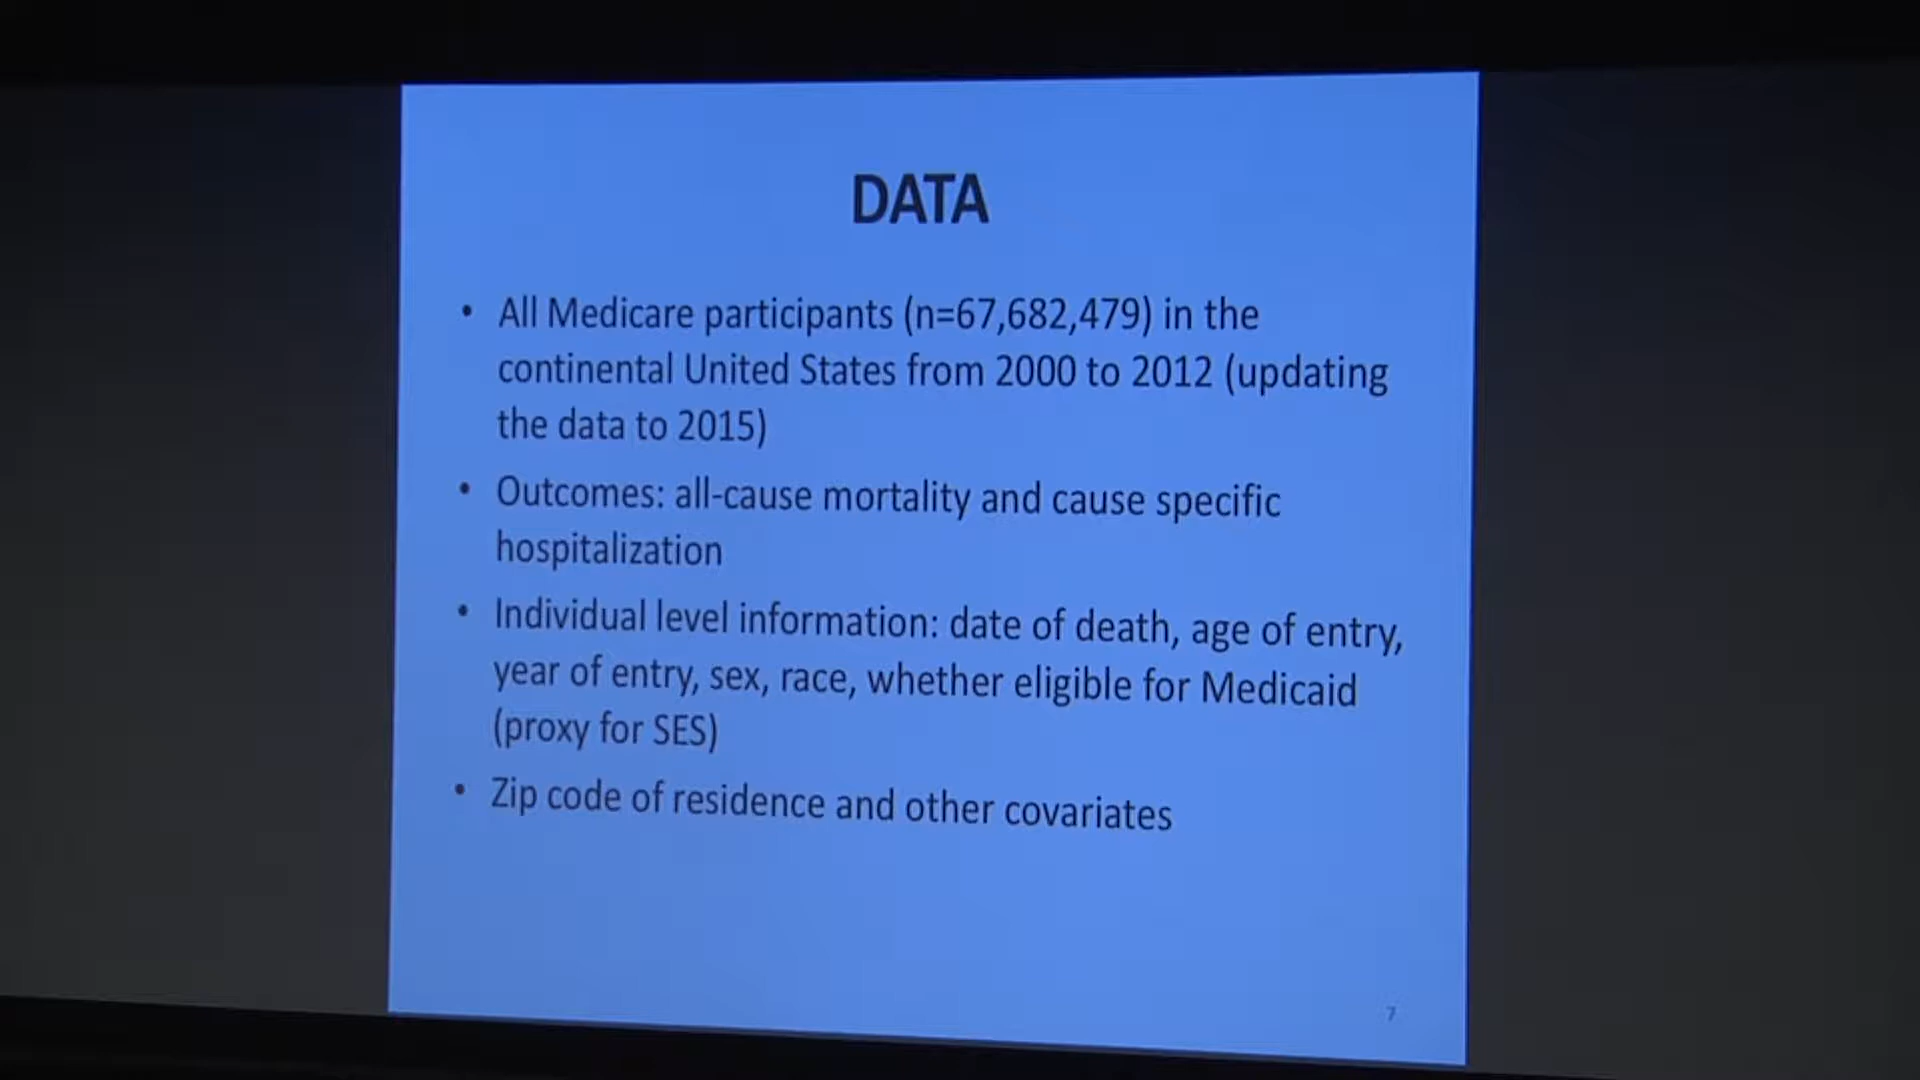 DATA
• All Medicare participants (n=67,682,479) in the
continental United States from 2000 to 2012 (updating
the data to 2015)
• Outcomes: all-cause mortality and cause specific
hospitalization
• Individual level information: date of death, age of entry,
year of entry, sex, race, whether eligible for Medicaid
(proxy for SES)
• Zip code of residence and other covariates
7